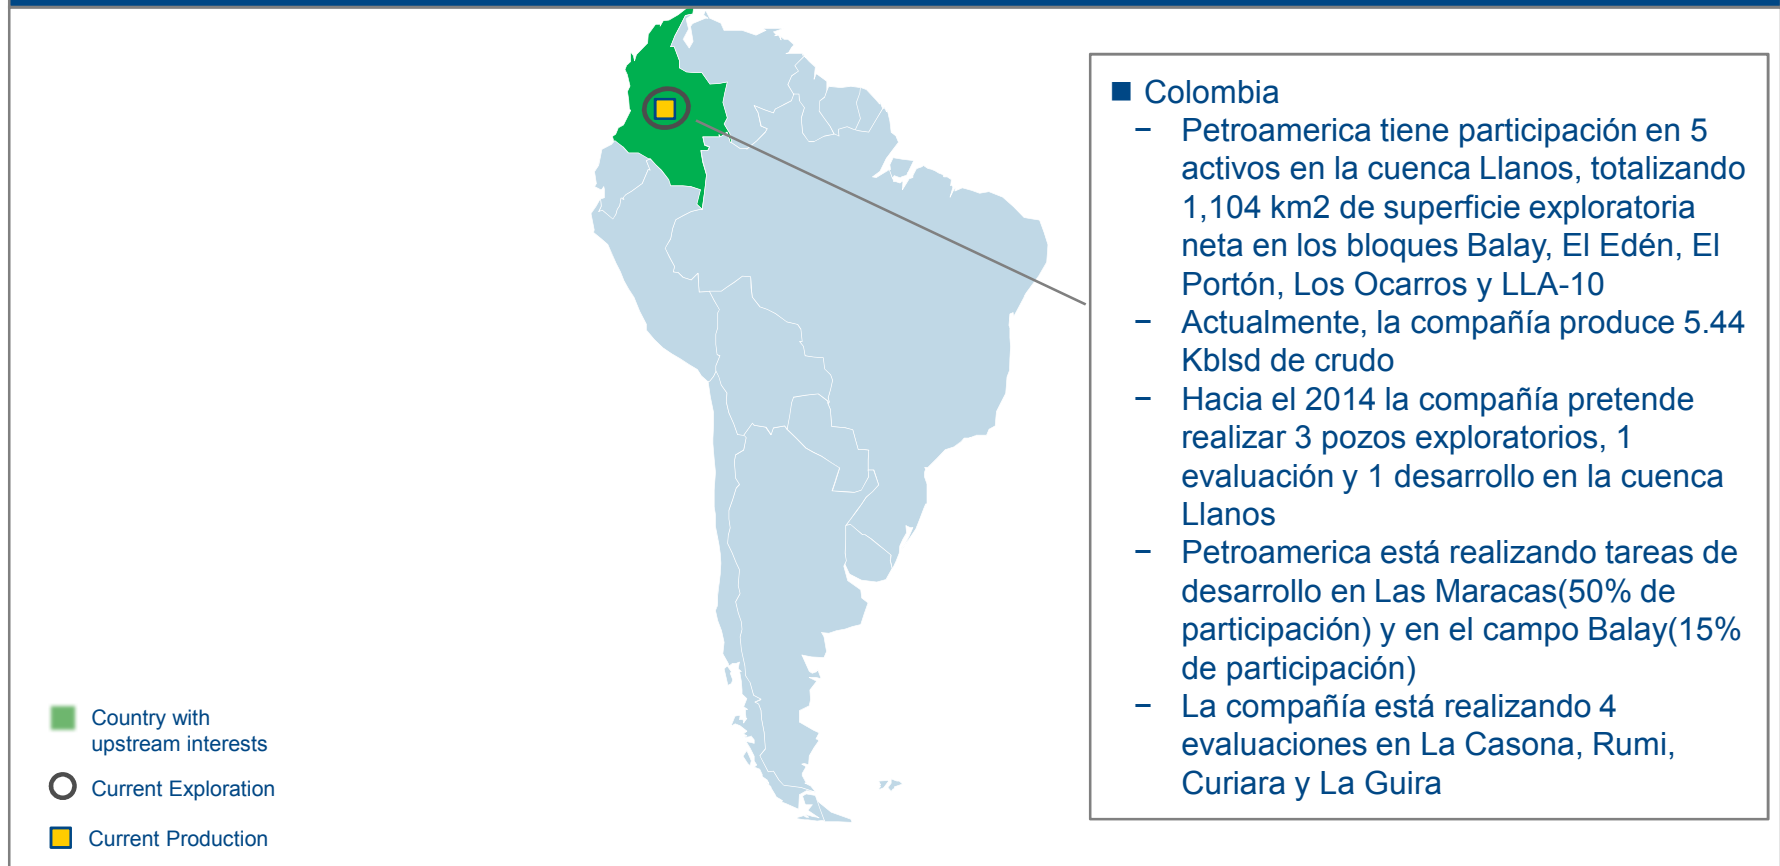 Colombia
− Petroamerica tiene participación en 5
activos en la cuenca Llanos, totalizando
1,104 km2 de superficie exploratoria
neta en los bloques Balay, El Edén, El
Portón, Los Ocarros y LLA-10
− Actualmente, la compañía produce 5.44
Kblsd de crudo
− Hacia el 2014 la compañía pretende
realizar 3 pozos exploratorios, 1
evaluación y 1 desarrollo en la cuenca
Llanos
− Petroamerica está realizando tareas de
desarrollo en Las Maracas(50% de
participación) y en el campo Balay(15%
de participación)
− La compañía está realizando 4
evaluaciones en La Casona, Rumi,
Curiara y La Guira
Country with
upstream interests
Current Exploration
Current Production